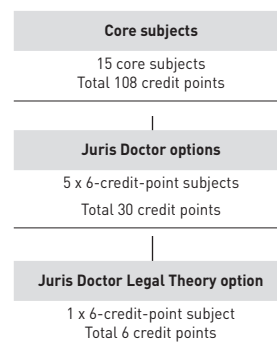 Core subjects
15 core subjects
Total 108 credit points
Juris Doctor options
5 x 6-credit-point subjects
Total 30 credit points
Juris Doctor Legal Theory option
1 x 6-credit-point subject
Total 6 credit points